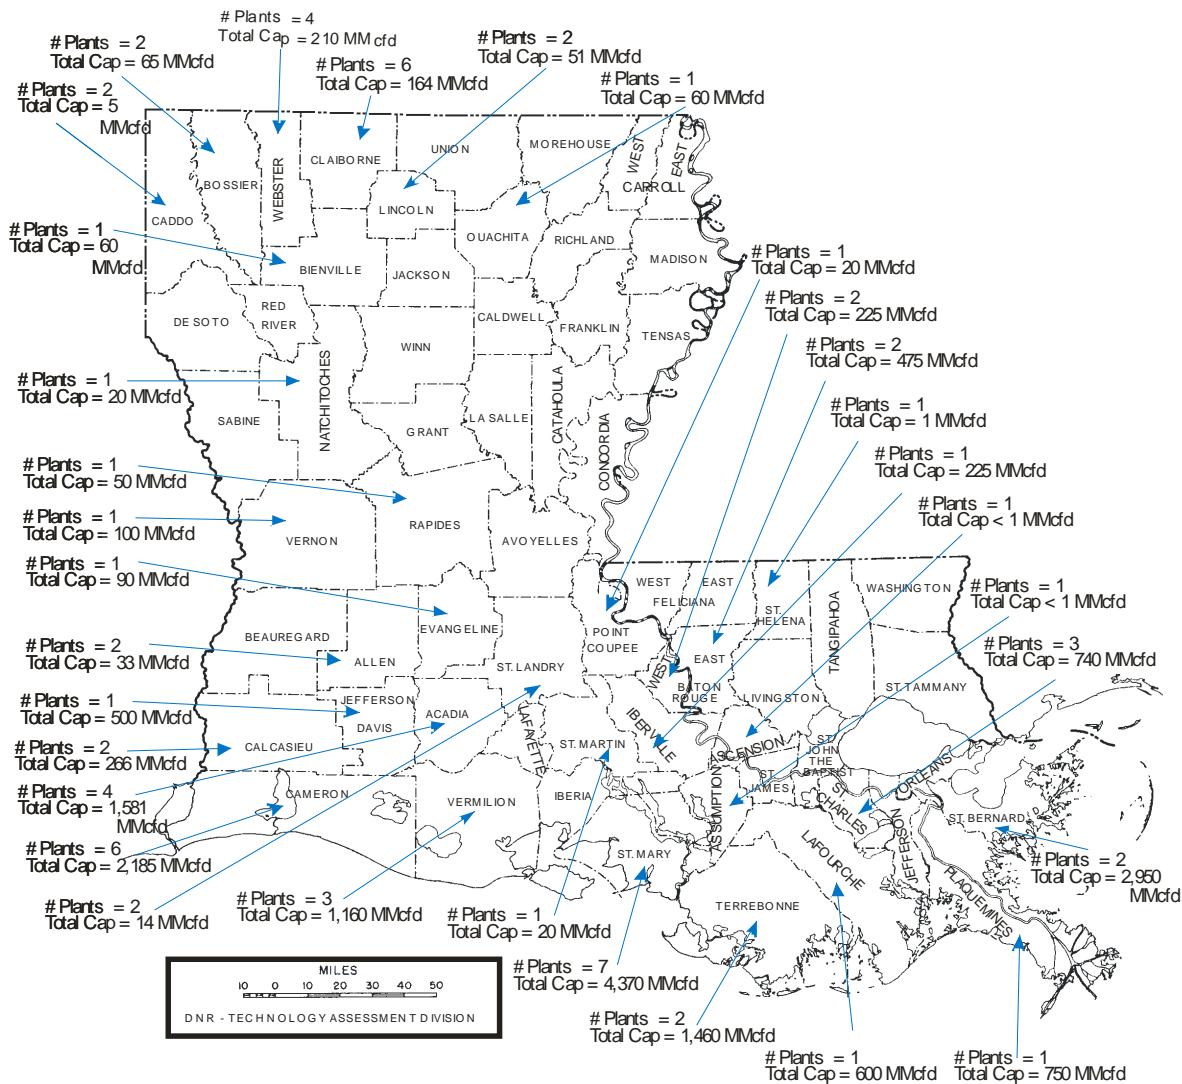 # Plants = 4
Total Cap = 210 MMcfd
# Plants = 2
Total Cap = 65 MMcfd
# Plants = 2
Total Cap = 51 MMcfd
# Plants = 6
Total Cap = 164 MMcfd
# Plants = 1
Total Cap = 60 MMcfd
# Plants = 2
Total Cap = 5
MMcfd
# Plants = 1
Total Cap = 60
MMcfd
# Plants = 1
Total Cap = 20 MMcfd
# Plants = 2
Total Cap = 225 MMcfd
# Plants = 2
Total Cap = 475 MMcfd
# Plants = 1
Total Cap = 20 MMcfd
# Plants = 1
Total Cap = 1 MMcfd
# Plants = 1
Total Cap = 225 MMcfd
# Plants = 1
Total Cap = 50 MMcfd
# Plants = 1
Total Cap < 1 MMcfd
# Plants = 1
Total Cap = 100 MMcfd
# Plants = 1
Total Cap = 90 MMcfd
# Plants = 1
Total Cap < 1 MMcfd
# Plants = 2
Total Cap = 33 MMcfd
# Plants = 3
Total Cap = 740 MMcfd
# Plants = 1
Total Cap = 500 MMcfd
# Plants = 2
Total Cap = 266 MMcfd
# Plants = 4
Total Cap = 1,581
MMcfd
# Plants = 6
Total Cap = 2,185 MMcfd
# Plants = 2
Total Cap = 14 MMcfd
# Plants = 3
Total Cap = 1,160 MMcfd
# Plants = 1
Total Cap = 20 MMcfd
# Plants = 7
Total Cap = 4,370 MMcfd
# Plants = 2
Total Cap = 1,460 MMcfd
# Plants = 1
Total Cap = 600 MMcfd
# Plants = 1
Total Cap = 750 MMcfd
# Plants = 2
Total Cap = 2,950
MMcfd
CADDO
BOSSIER
WEBSTER
CLAIBORNE
UNION
MOREHOUSE
WEST
EAST
CARROLL
LINCOLN
OUACHITA
RICHLAND
MADISON
BIENVILLE
JACKSON
DE SOTO
RED
RIVER
CALDWELL
FRANKLIN
TENSAS
WINN
NATCHITOCHES
SABINE
GRANT
LA SALLE
CATAHOULA
CONCORDIA
VERNON
RAPIDES
AVOYELLES
WEST
EAST
FELICIANA
ST.
HELENA
TANGIPAHOA
WASHINGTON
BEAUREGARD
ALLEN
EVANGELINE
ST. LANDRY
POINT
COUPEE
WEST
EAST
BATON
ROUGE
LIVINGSTON
ST. TAMMANY
JEFFERSON
DAVIS
ACADIA
LAFAYETTE
ST. MARTIN
IBERVILLE
ASCENSION
ST.
JOHN
THE
BAPTIST
ORLEANS
CALCASIEU
CAMERON
VERMILION
IBERIA
ASSUMPTION
ST.
JAMES
ST.
CHARLES
ST. BERNARD
ST. MARY
LAFOURCHE
JEFFERSON
PLAQUEMINES
TERREBONNE
MILES
10 0 10 20 30 40 50
DNR - TECHNOLOGY ASSESSMENT DIVISION